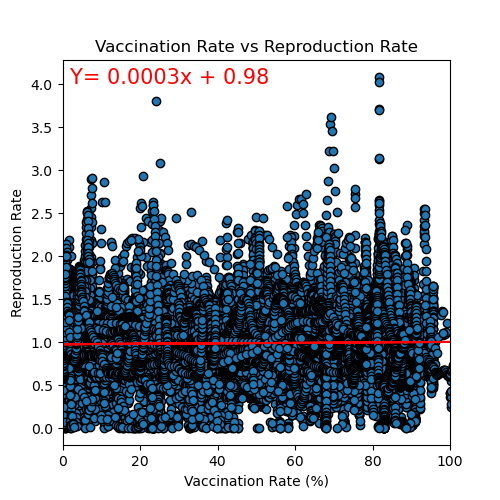 Vaccination Rate vs Reproduction Rate
Y= 0.0003x + 0.98
4.0
3.5
3.0
2.5
2.0
1.5
1.0
0.5
0.0
Reproduction Rate
0 20 40 60 80 100
Vaccination Rate (%)